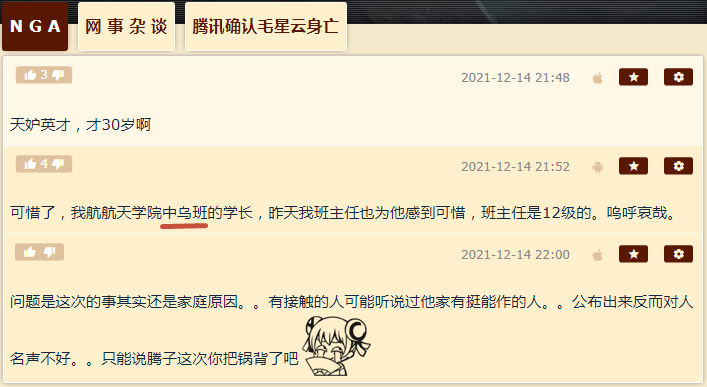 NGA 网事杂谈 腾讯确认毛星云身亡
3 2021-12-14 21:48
天妒英才，才30岁啊
4 2021-12-14 21:52
可惜了，我航航天学院中乌班的学长，昨天我班主任也为他感到可惜，班主任是12级的。呜呼哀哉。
2021-12-14 22:00
问题是这次的事其实还是家庭原因。。有接触的人可能听说过他家有挺能作的人。。公布出来反而对人
名声不好。。只能说腾子这次你把锅背了吧